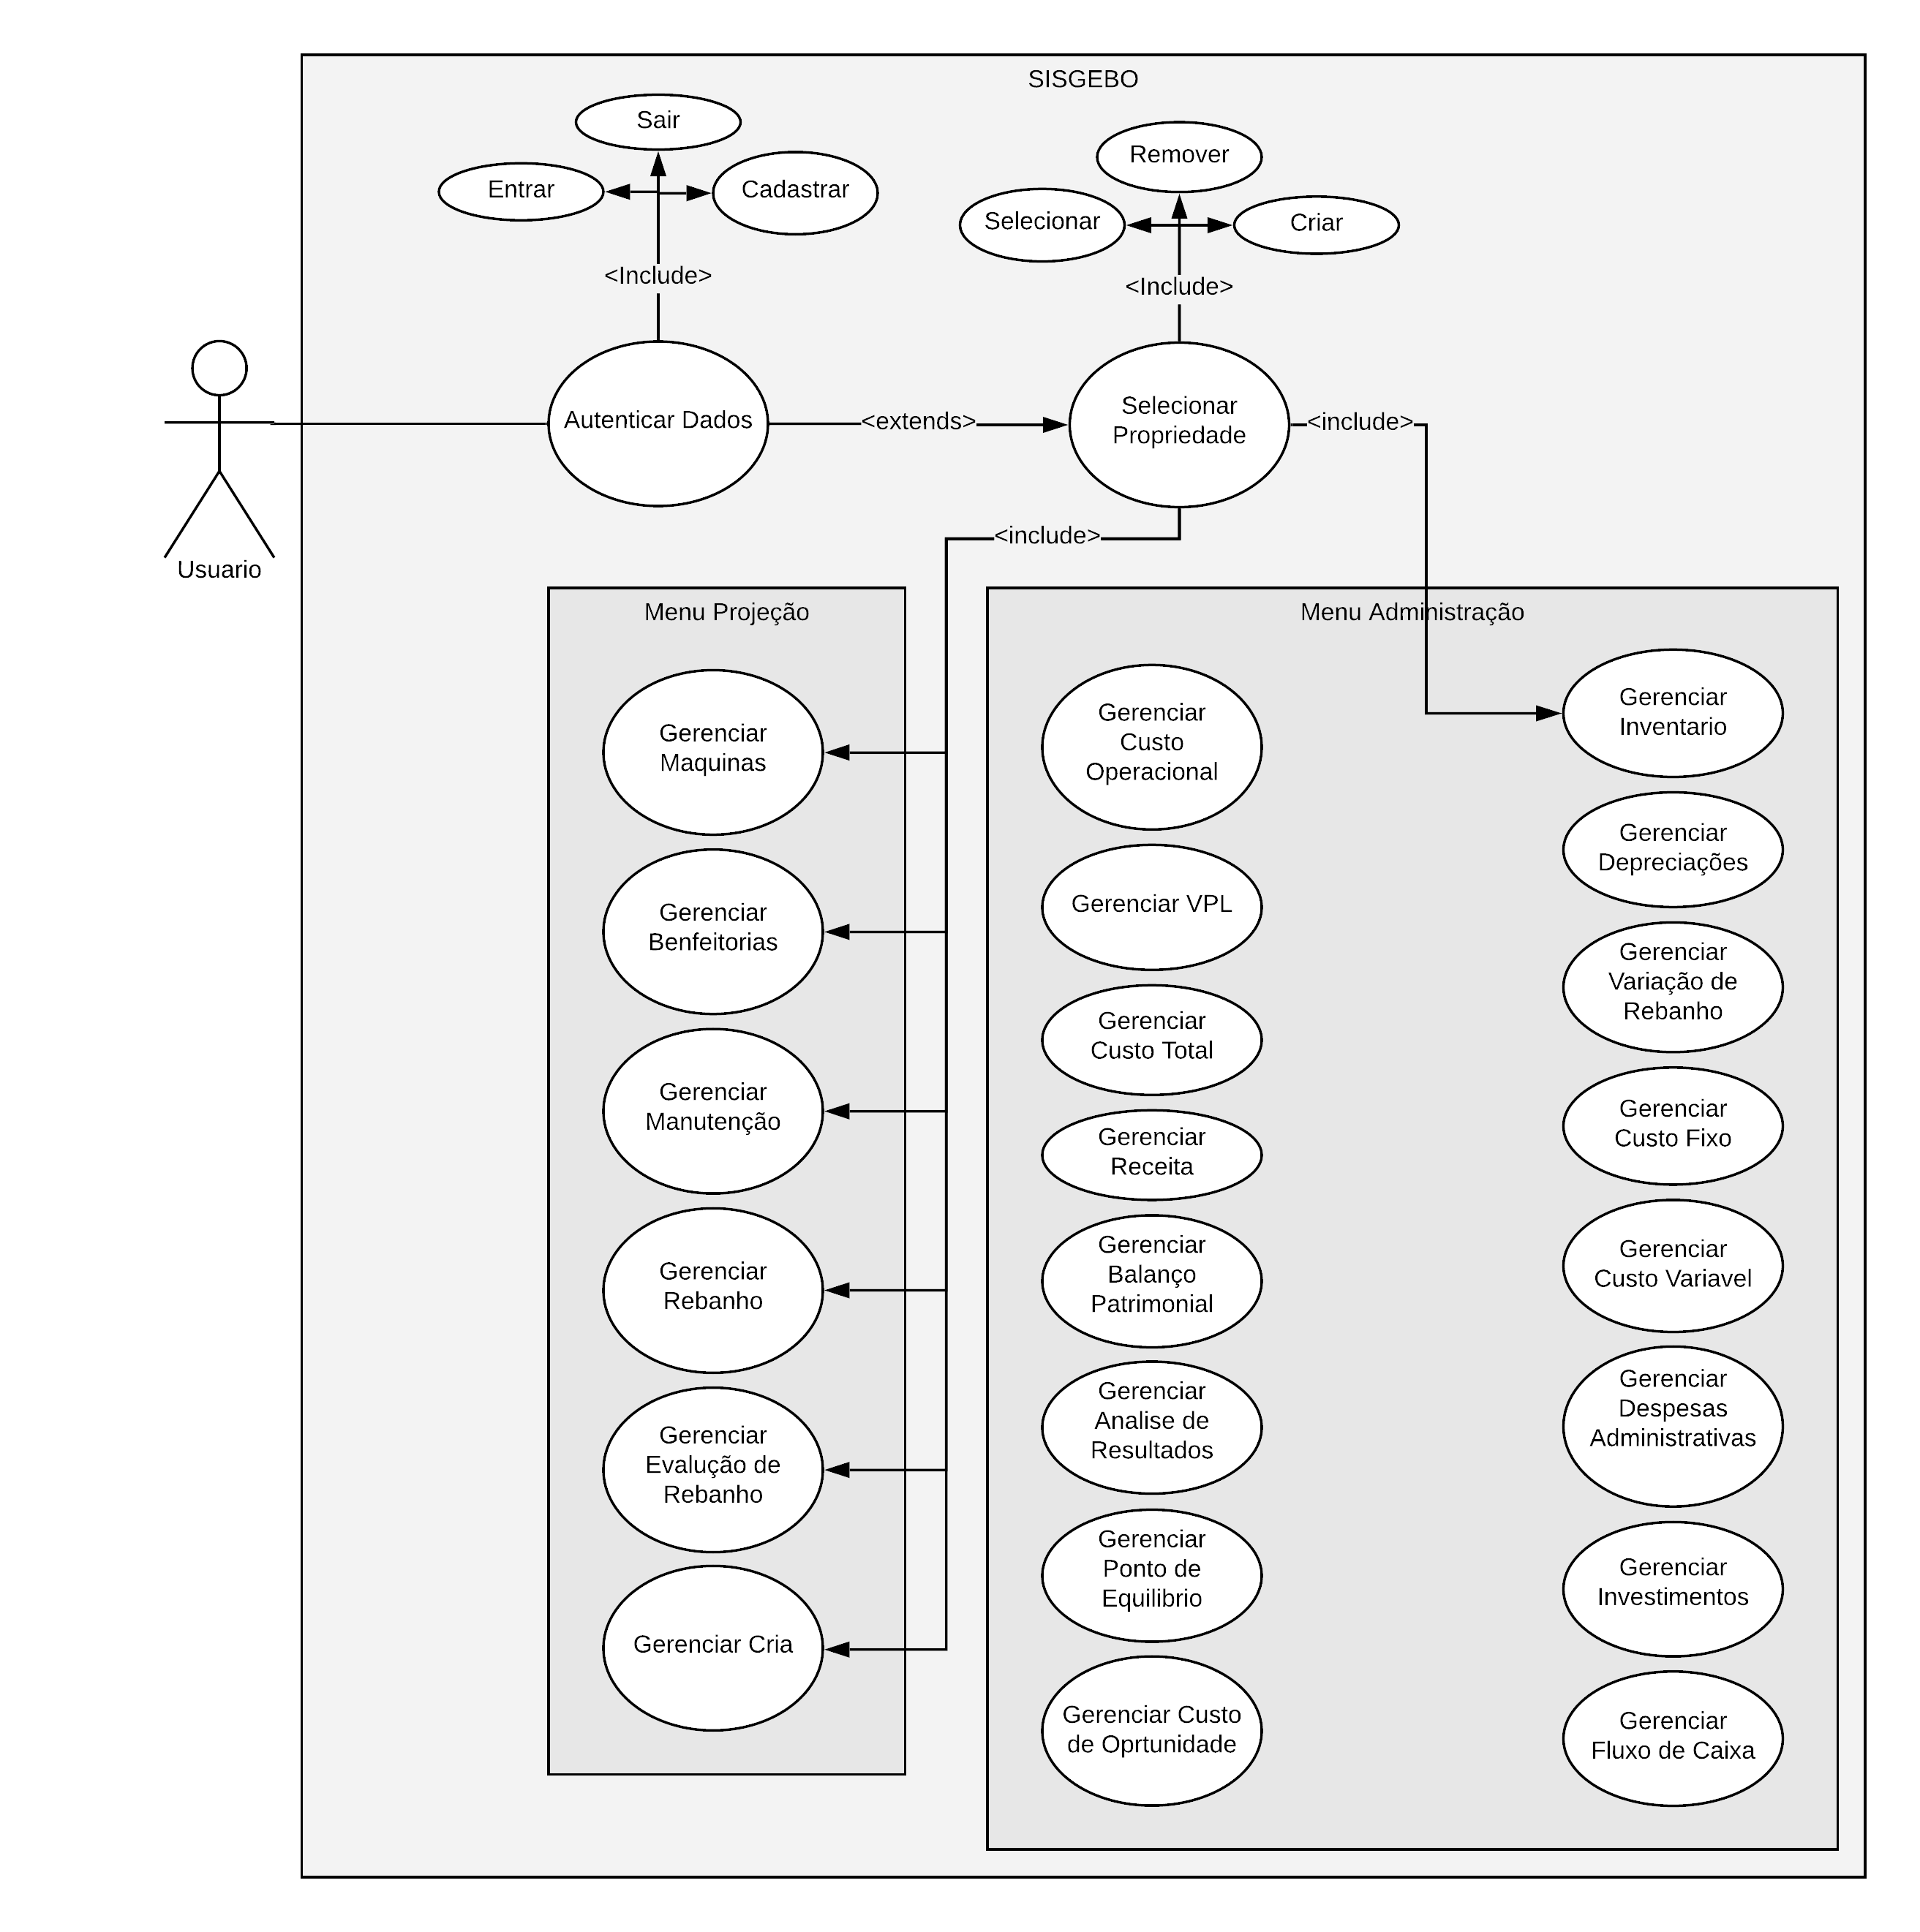 SISGEBO
Sair
Entrar
Cadastrar
<Include>
Remover
Selecionar
Criar
<Include>
Usuario
Autenticar Dados
<extends>
Selecionar
Propriedade
<include>
<include>
Menu Projeção
Gerenciar
Maquinas
Gerenciar
Benfeitorias
Gerenciar
Manutenção
Gerenciar
Rebanho
Gerenciar
Evalução de
Rebanho
Gerenciar Cria
Menu Administração
Gerenciar
Custo
Operacional
Gerenciar VPL
Gerenciar
Custo Total
Gerenciar
Receita
Gerenciar
Balanço
Patrimonial
Gerenciar
Analise de
Resultados
Gerenciar
Ponto de
Equilibrio
Gerenciar Custo
de Oprtunidade
Gerenciar
Inventario
Gerenciar
Depreciações
Gerenciar
Variação de
Rebanho
Gerenciar
Custo Fixo
Gerenciar
Custo Variavel
Gerenciar
Despesas
Administrativas
Gerenciar
Investimentos
Gerenciar
Fluxo de Caixa